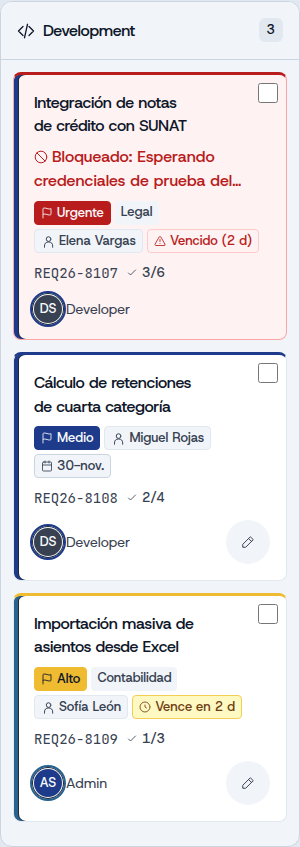 Development
3
Integración de notas
de crédito con SUNAT
Bloqueado: Esperando
credenciales de prueba del...
Urgente
Legal
Elena Vargas
Vencido (2 d)
REQ26-8107 ✓ 3/6
DS Developer
Cálculo de retenciones
de cuarta categoría
Medio
Miguel Rojas
30-nov.
REQ26-8108 ✓ 2/4
DS Developer
Importación masiva de
asientos desde Excel
Alto
Contabilidad
Sofía León
Vence en 2 d
REQ26-8109 ✓ 1/3
AS Admin